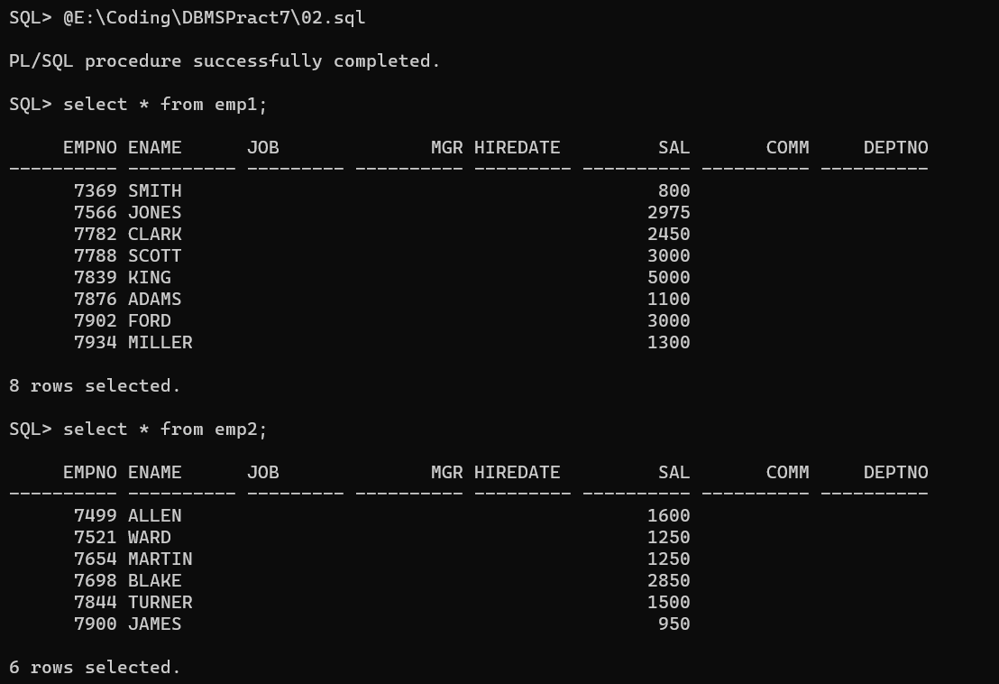 SQL> @E:\Coding\DBMSPract7\02.sql
PL/SQL procedure successfully completed.
SQL> select * from emp1;
     EMPNO ENAME      JOB              MGR HIREDATE         SAL       COMM     DEPTNO
---------- ---------- --------- ---------- --------- ---------- ---------- ----------
      7369 SMITH                                            800
      7566 JONES                                           2975
      7782 CLARK                                           2450
      7788 SCOTT                                           3000
      7839 KING                                            5000
      7876 ADAMS                                           1100
      7902 FORD                                            3000
      7934 MILLER                                          1300
8 rows selected.
SQL> select * from emp2;
     EMPNO ENAME      JOB              MGR HIREDATE         SAL       COMM     DEPTNO
---------- ---------- --------- ---------- --------- ---------- ---------- ----------
      7499 ALLEN                                           1600
      7521 WARD                                            1250
      7654 MARTIN                                          1250
      7698 BLAKE                                           2850
      7844 TURNER                                          1500
      7900 JAMES                                            950
6 rows selected.